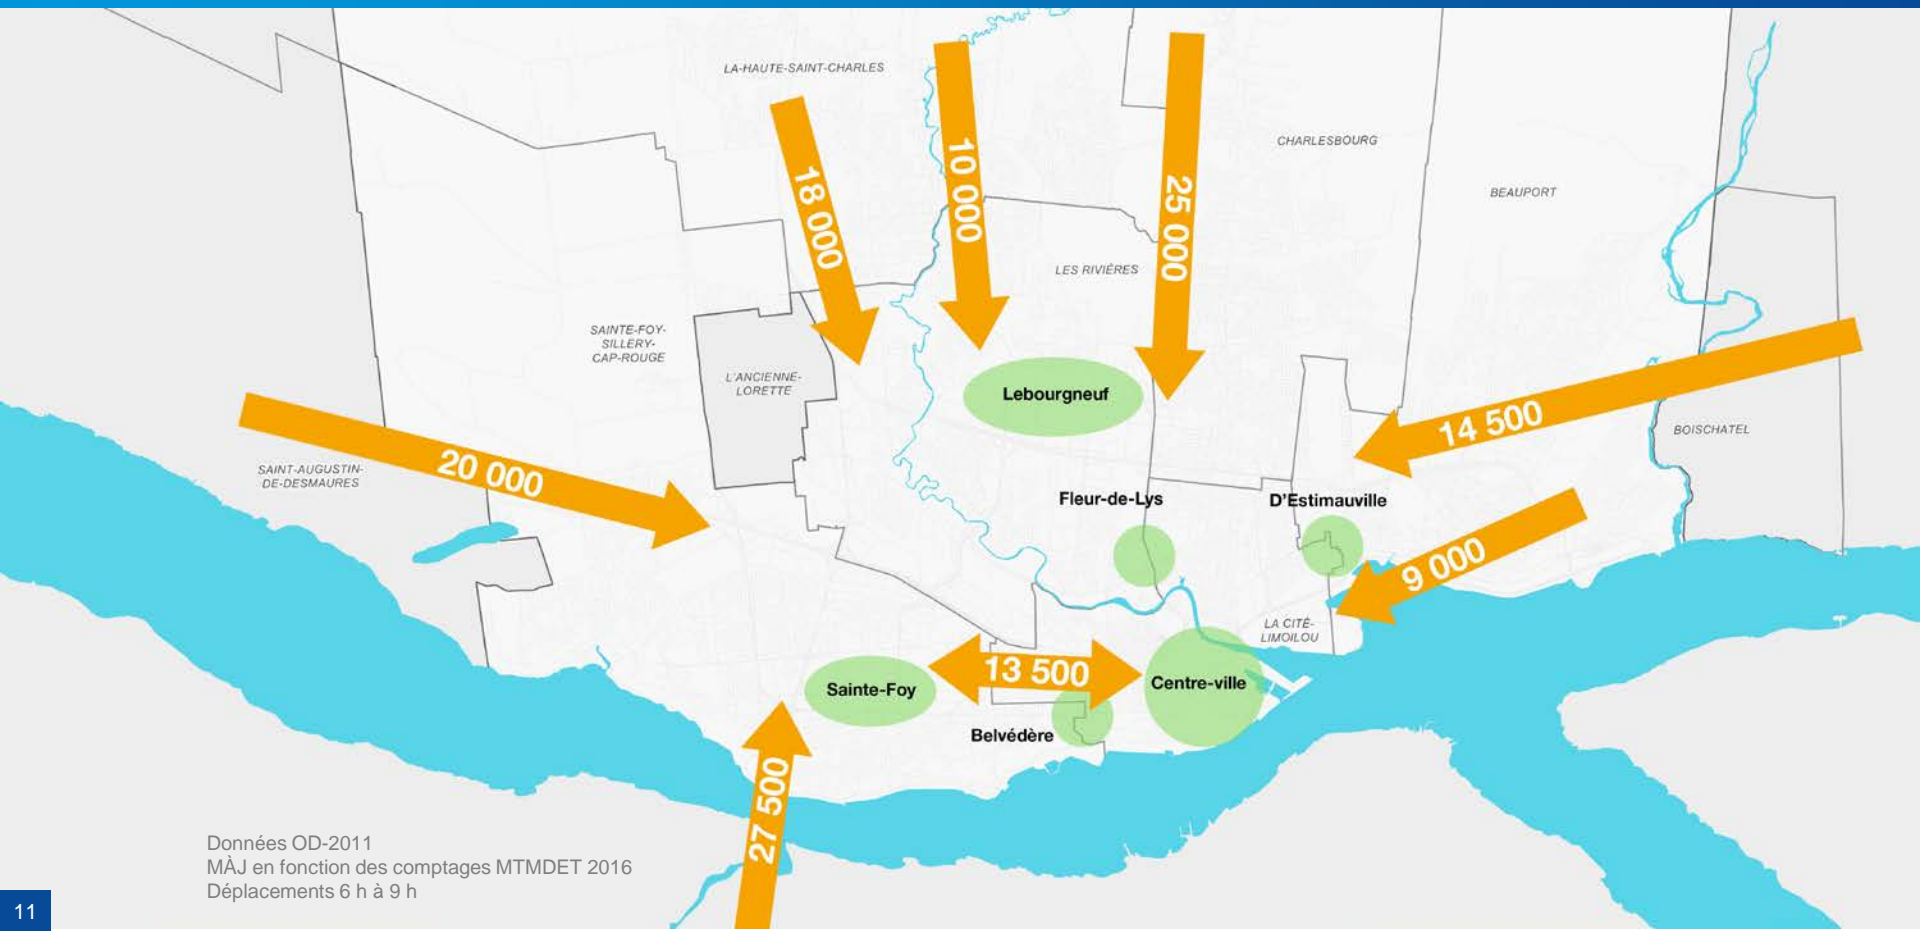 LA-HAUTE-SAINT-CHARLES
18 000
10 000
25 000
CHARLESBOURG
BEAUPORT
LES RIVIÈRES
SAINTE-FOY-
SILLERY-
CAP-ROUGE
L'ANCIENNE-
LORETTE
Lebourgneuf
14 500
BOISCHATEL
SAINT-AUGUSTIN-
DE-DESMAURES
20 000
Fleur-de-Lys
D'Estimauville
9 000
LA CITÉ-
LIMOILOU
Sainte-Foy
13 500
Centre-ville
Belvédère
27 500
Données OD-2011
MÀJ en fonction des comptages MTMDET 2016
Déplacements 6 h à 9 h
11